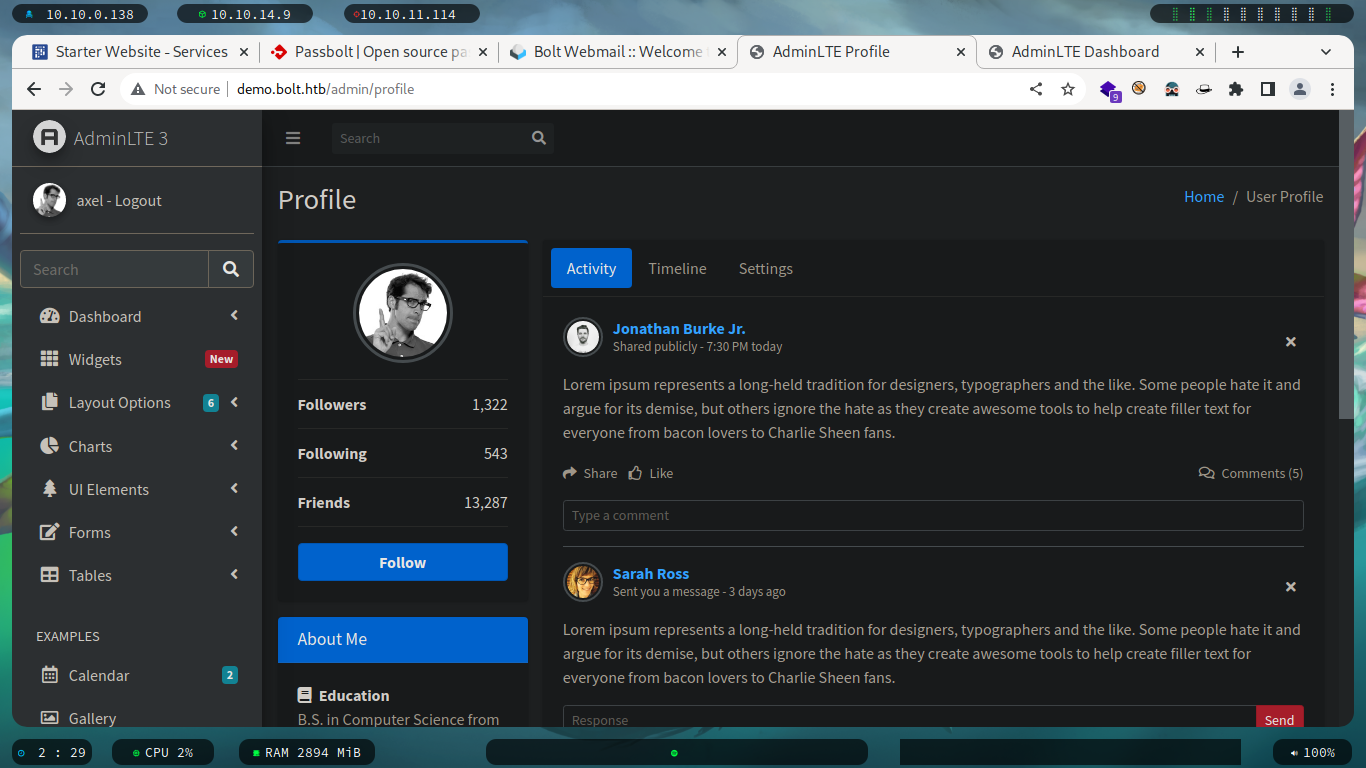 10.10.0.138
10.10.14.9
10.10.11.114
Starter Website - Services
Passbolt | Open source pa
Bolt Webmail :: Welcome
AdminLTE Profile
AdminLTE Dashboard
Not secure
demo.bolt.htb/admin/profile
9
AdminLTE 3
Search
axel - Logout
Profile
Home / User Profile
Search
Dashboard
Widgets
New
Layout Options
6
Charts
UI Elements
Forms
Tables
EXAMPLES
Calendar
2
Gallery
Followers 1,322
Following 543
Friends 13,287
Follow
About Me
Education
B.S. in Computer Science from
Activity Timeline Settings
Jonathan Burke Jr.
Shared publicly - 7:30 PM today
Lorem ipsum represents a long-held tradition for designers, typographers and the like. Some people hate it and
argue for its demise, but others ignore the hate as they create awesome tools to help create filler text for
everyone from bacon lovers to Charlie Sheen fans.
Share Like Comments (5)
Type a comment
Sarah Ross
Sent you a message - 3 days ago
Lorem ipsum represents a long-held tradition for designers, typographers and the like. Some people hate it and
argue for its demise, but others ignore the hate as they create awesome tools to help create filler text for
everyone from bacon lovers to Charlie Sheen fans.
Response
Send
2 : 29
CPU 2%
RAM 2894 MiB
100%